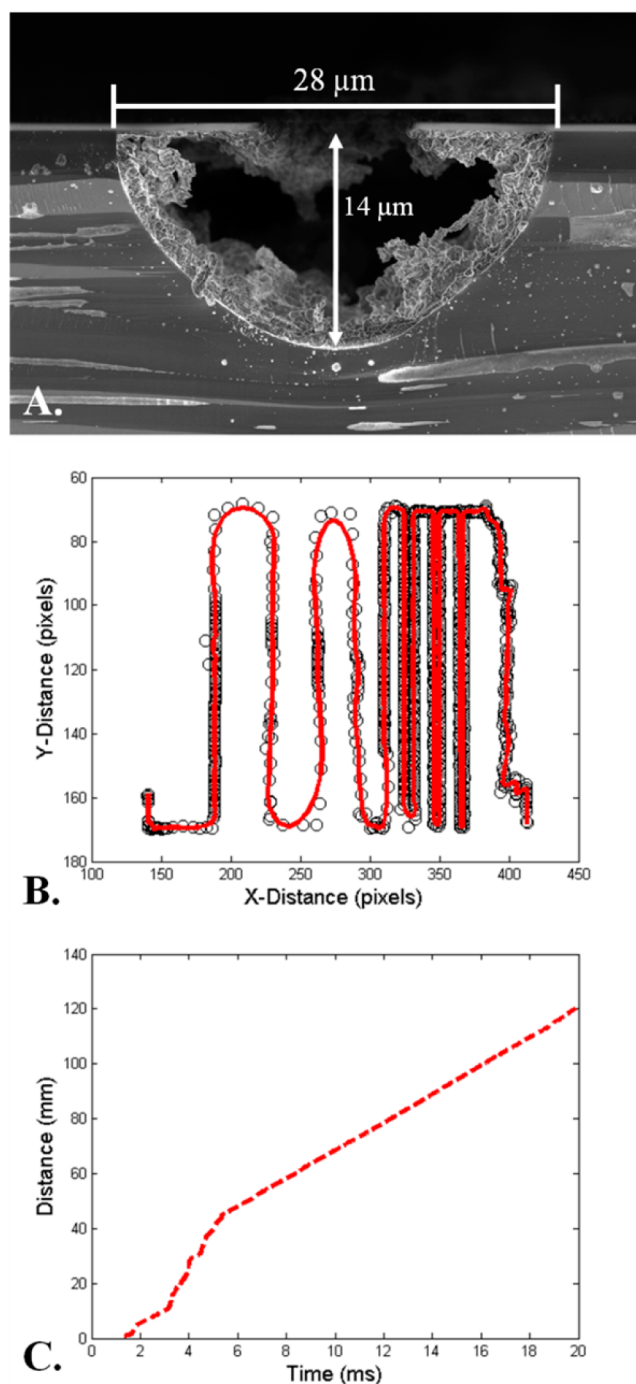 28 µm
14 µm
A.
60
80
100
120
140
160
180
Y-Distance (pixels)
100 150 200 250 300 350 400 450
X-Distance (pixels)
B.
140
120
100
80
60
40
20
0
Distance (mm)
0 2 4 6 8 10 12 14 16 18 20
Time (ms)
C.